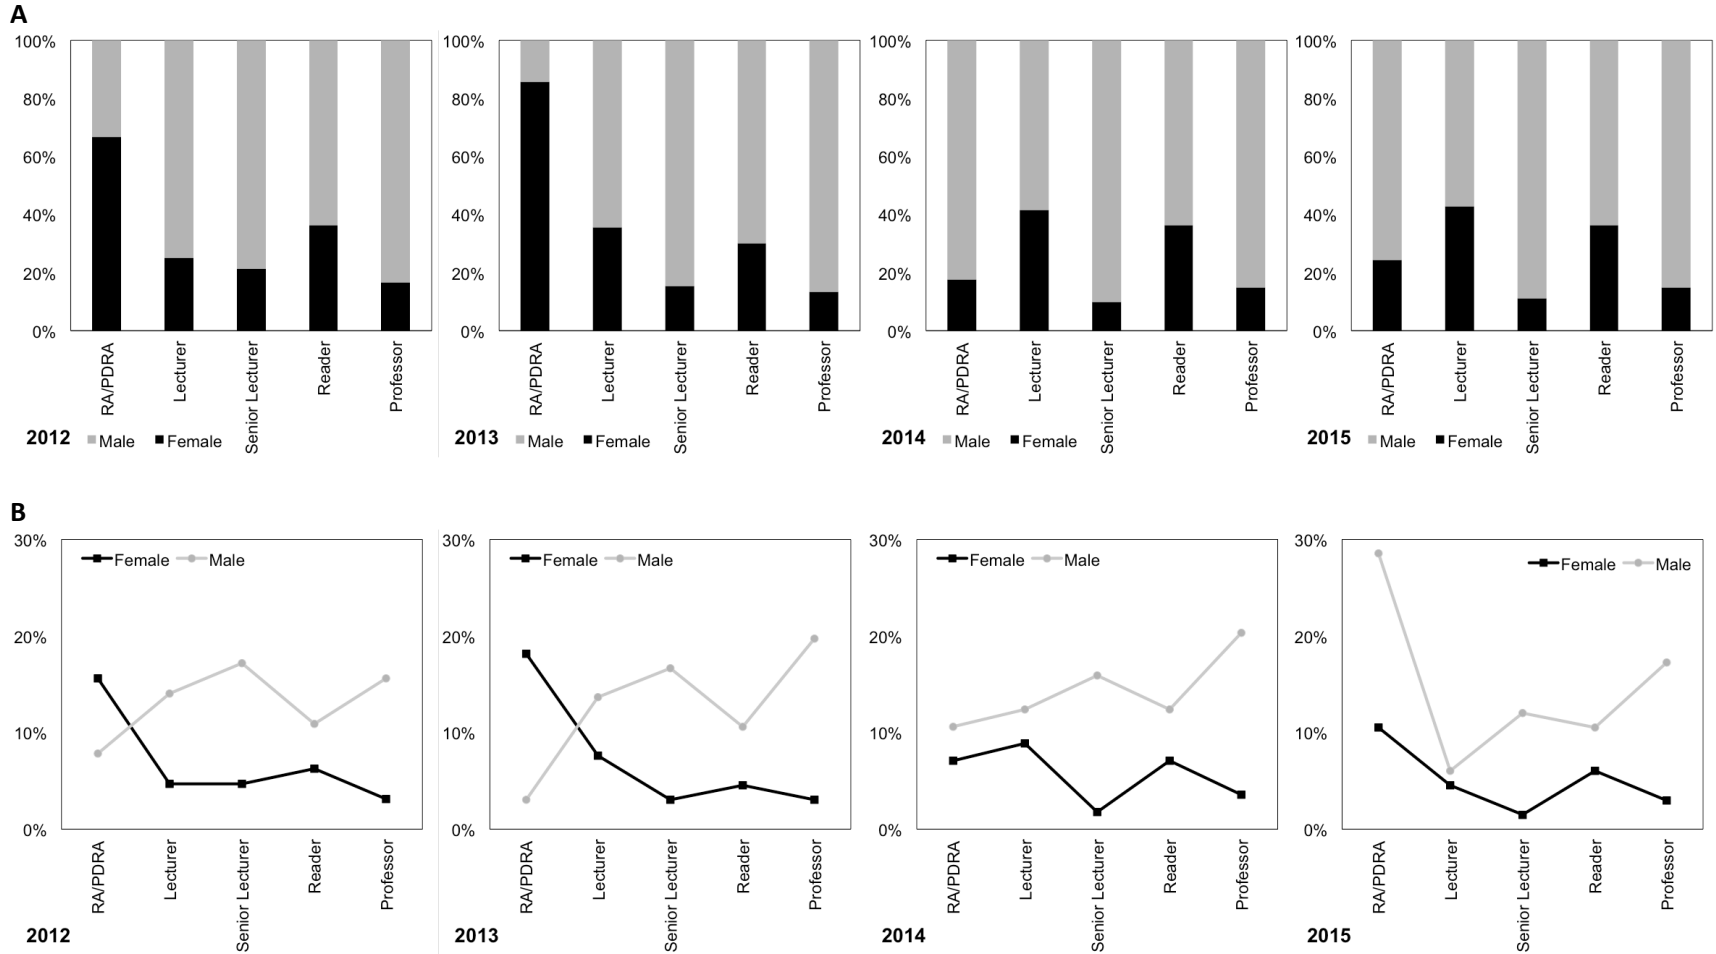 A
100%
80%
60%
40%
20%
0%
RA/PDRA
Lecturer
Senior Lecturer
Reader
Professor
2012
Male Female
100%
80%
60%
40%
20%
0%
RA/PDRA
Lecturer
Senior Lecturer
Reader
Professor
2013
Male Female
100%
80%
60%
40%
20%
0%
RA/PDRA
Lecturer
Senior Lecturer
Reader
Professor
2014
Male Female
100%
80%
60%
40%
20%
0%
RA/PDRA
Lecturer
Senior Lecturer
Reader
Professor
2015
Male Female
B
30%
20%
10%
0%
Female Male
RA/PDRA
Lecturer
Senior Lecturer
Reader
Professor
2012
30%
20%
10%
0%
Female Male
RA/PDRA
Lecturer
Senior Lecturer
Reader
Professor
2013
30%
20%
10%
0%
Female Male
RA/PDRA
Lecturer
Senior Lecturer
Reader
Professor
2014
30%
20%
10%
0%
Female Male
RA/PDRA
Lecturer
Senior Lecturer
Reader
Professor
2015